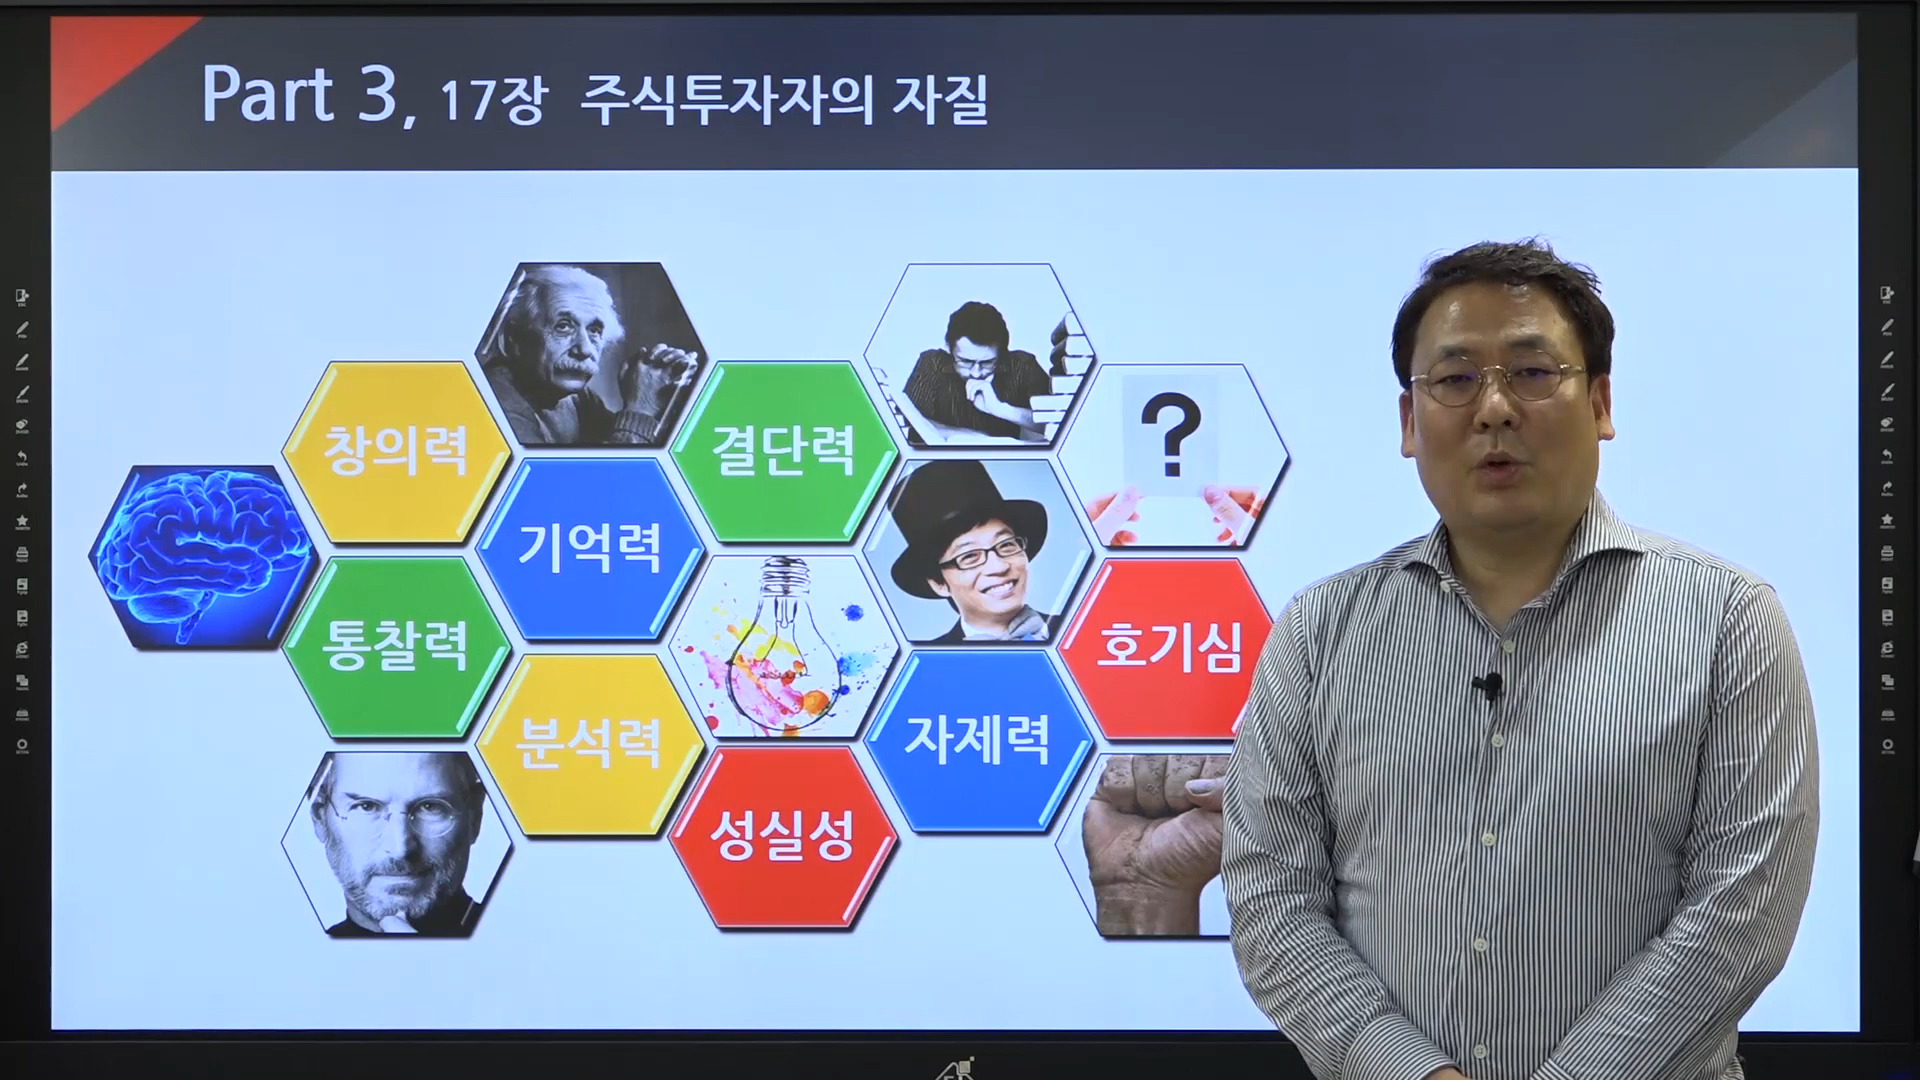 Part 3, 17장 주식투자자의 자질
창의력
결단력
?
기억력
통찰력
호기심
분석력
자제력
성실성